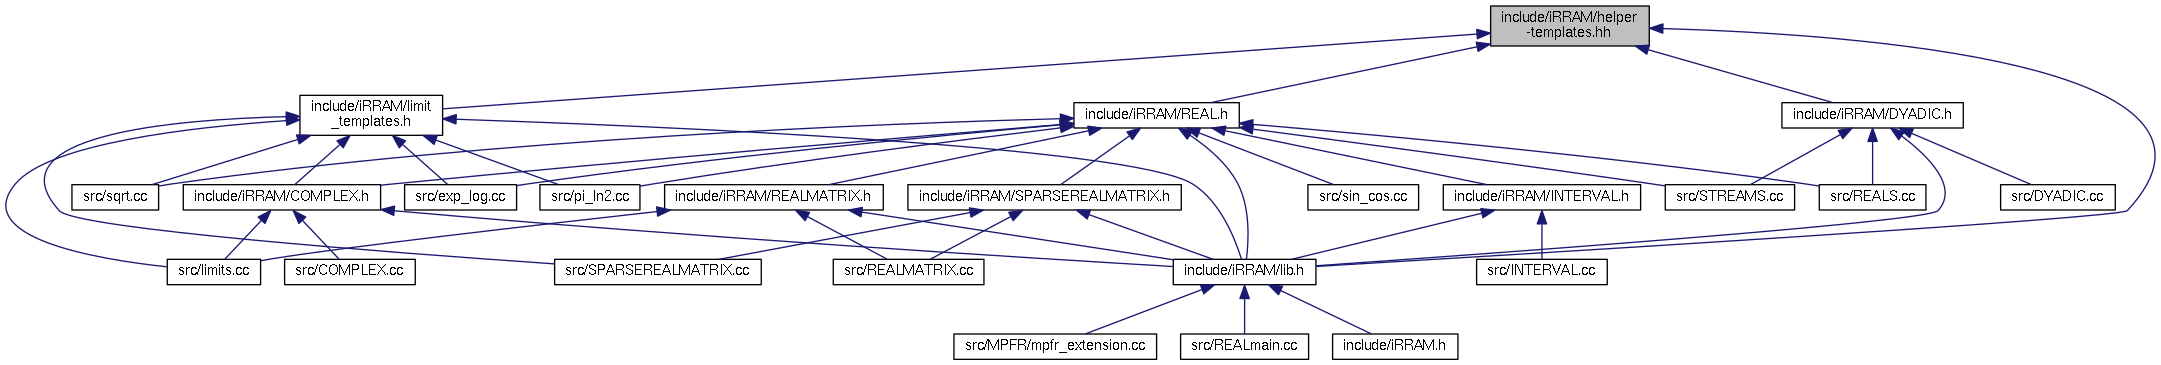 include/iRRAM/helper
-templates.hh
include/iRRAM/limit
_templates.h
include/iRRAM/REAL.h
include/iRRAM/DYADIC.h
src/sqrt.cc
include/iRRAM/COMPLEX.h
src/exp_log.cc
src/pi_ln2.cc
include/iRRAM/REALMATRIX.h
include/iRRAM/SPARSEREALMATRIX.h
src/sin_cos.cc
include/iRRAM/INTERVAL.h
src/STREAMS.cc
src/REALS.cc
src/DYADIC.cc
src/limits.cc
src/COMPLEX.cc
src/SPARSEREALMATRIX.cc
src/REALMATRIX.cc
include/iRRAM/lib.h
src/INTERVAL.cc
src/MPFR/mpfr_extension.cc
src/REALmain.cc
include/iRRAM.h